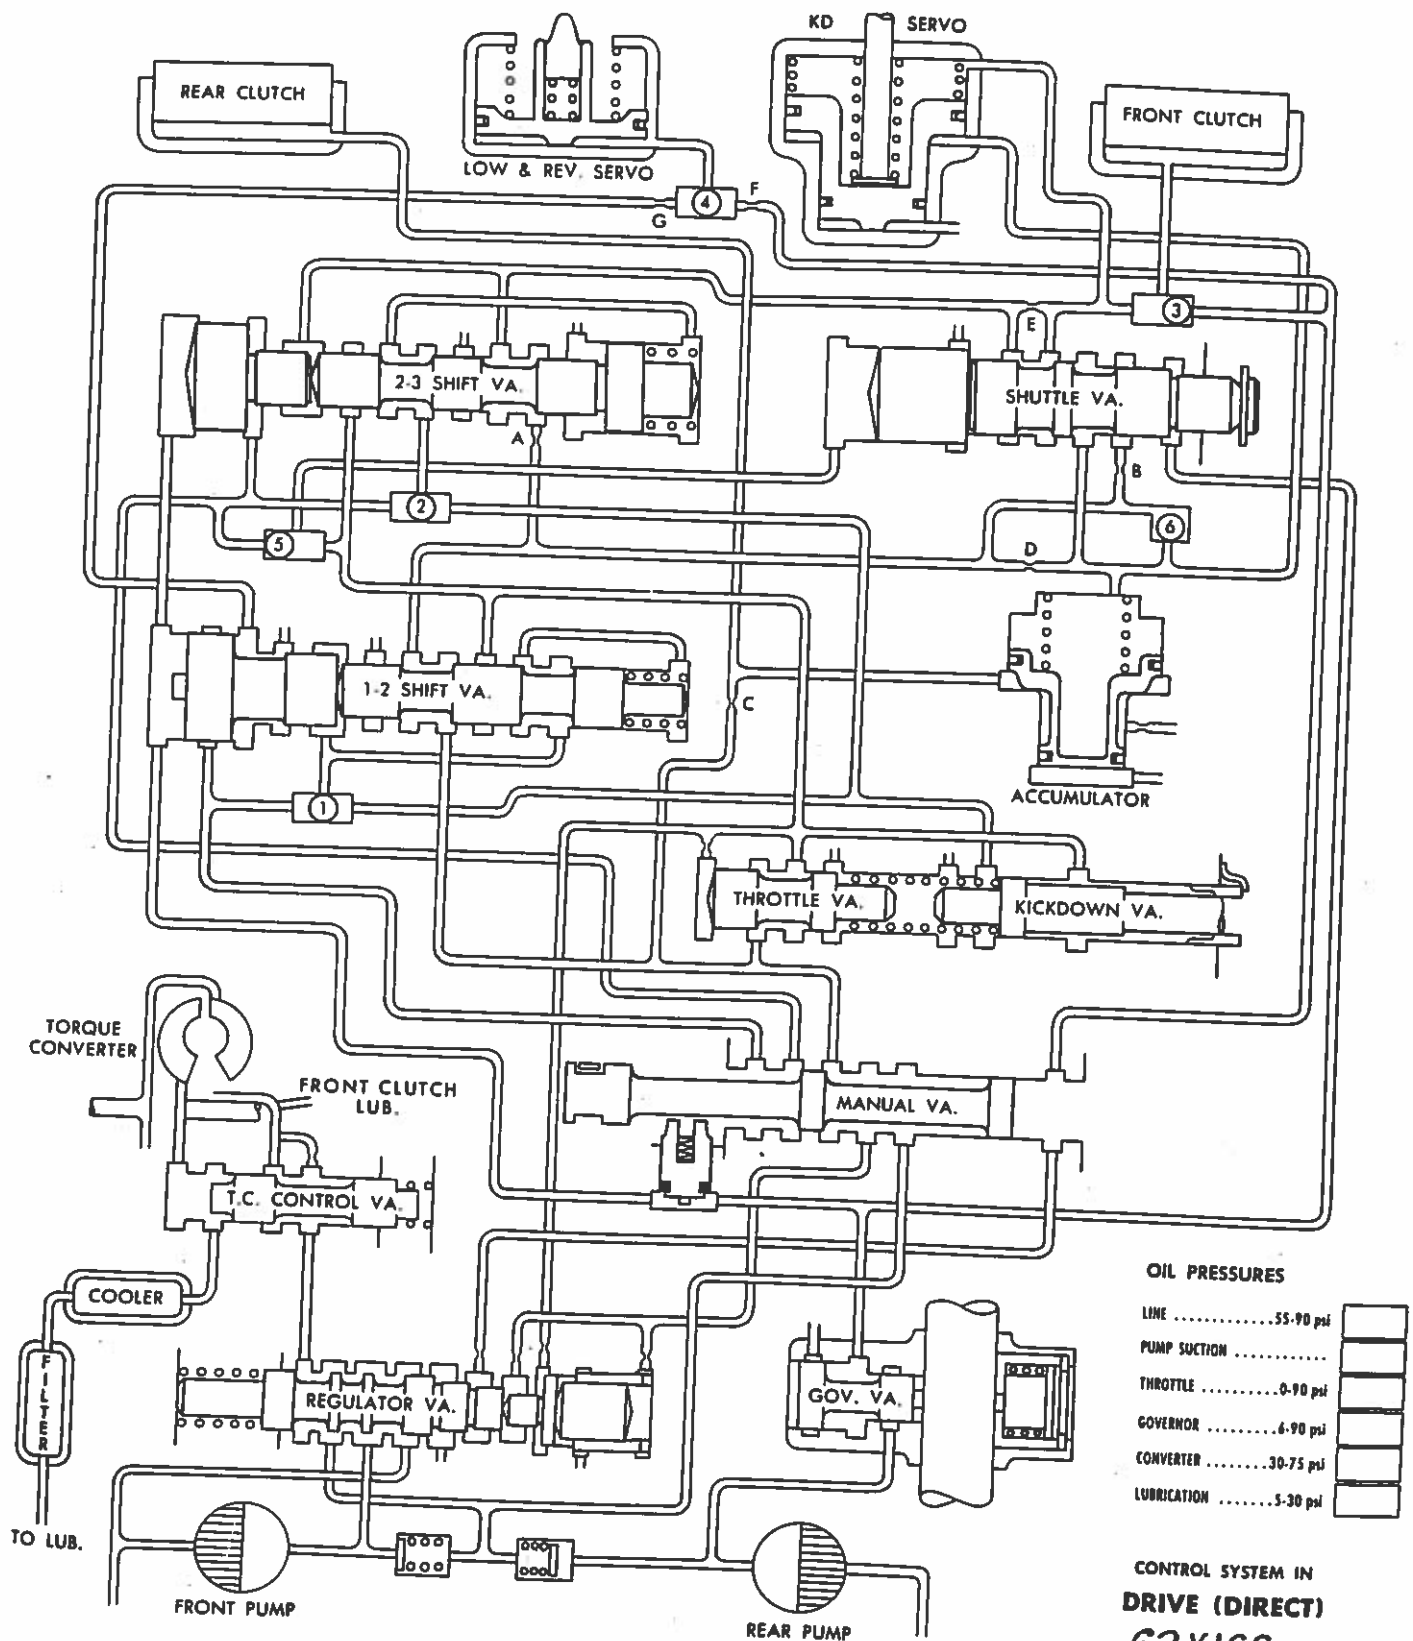 KD SERVO
REAR CLUTCH
FRONT CLUTCH
LOW & REV. SERVO
4
F
G
3
E
2-3 SHIFT VA.
SHUTTLE VA.
A
B
2
6
5
D
1-2 SHIFT VA.
C
1
ACCUMULATOR
THROTTLE VA.
KICKDOWN VA.
TORQUE
CONVERTER
FRONT CLUTCH
LUB.
MANUAL VA.
T.C. CONTROL VA.
COOLER
FILTER
REGULATOR VA.
GOV. VA.
TO LUB.
FRONT PUMP
REAR PUMP
OIL PRESSURES
LINE .............55-90 psi
PUMP SUCTION ............
THROTTLE ..........0-90 psi
GOVERNOR .........6-90 psi
CONVERTER ........30-75 psi
LUBRICATION .......5-30 psi
CONTROL SYSTEM IN
DRIVE (DIRECT)